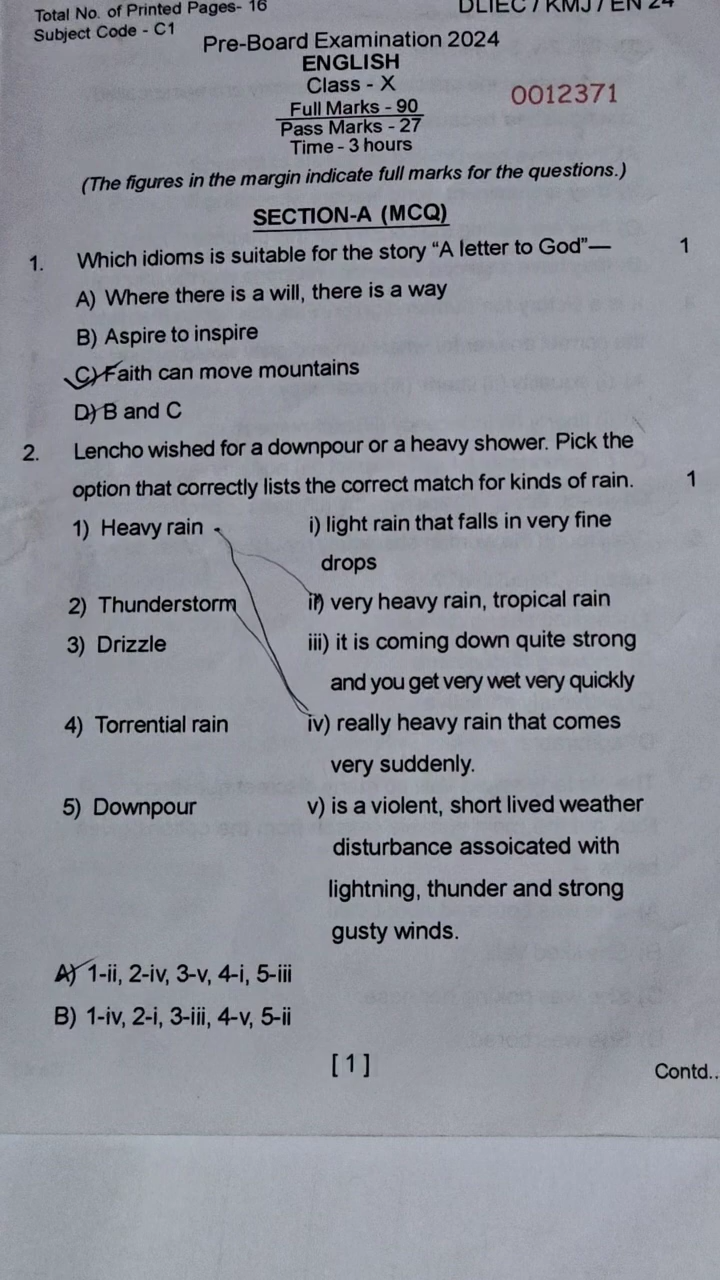 Total No. of Printed Pages- 16
DLIEC / KMJ / EN 24
Subject Code - C1
Pre-Board Examination 2024
ENGLISH
Class - X
0012371
Full Marks - 90
Pass Marks - 27
Time - 3 hours
(The figures in the margin indicate full marks for the questions.)
SECTION-A (MCQ)
1. Which idioms is suitable for the story “A letter to God”— 1
A) Where there is a will, there is a way
B) Aspire to inspire
C) Faith can move mountains
D) B and C
2. Lencho wished for a downpour or a heavy shower. Pick the
option that correctly lists the correct match for kinds of rain. 1
1) Heavy rain i) light rain that falls in very fine
drops
2) Thunderstorm ii) very heavy rain, tropical rain
3) Drizzle iii) it is coming down quite strong
and you get very wet very quickly
4) Torrential rain iv) really heavy rain that comes
very suddenly.
5) Downpour v) is a violent, short lived weather
disturbance assoicated with
lightning, thunder and strong
gusty winds.
A) 1-ii, 2-iv, 3-v, 4-i, 5-iii
B) 1-iv, 2-i, 3-iii, 4-v, 5-ii
[ 1 ]
Contd..